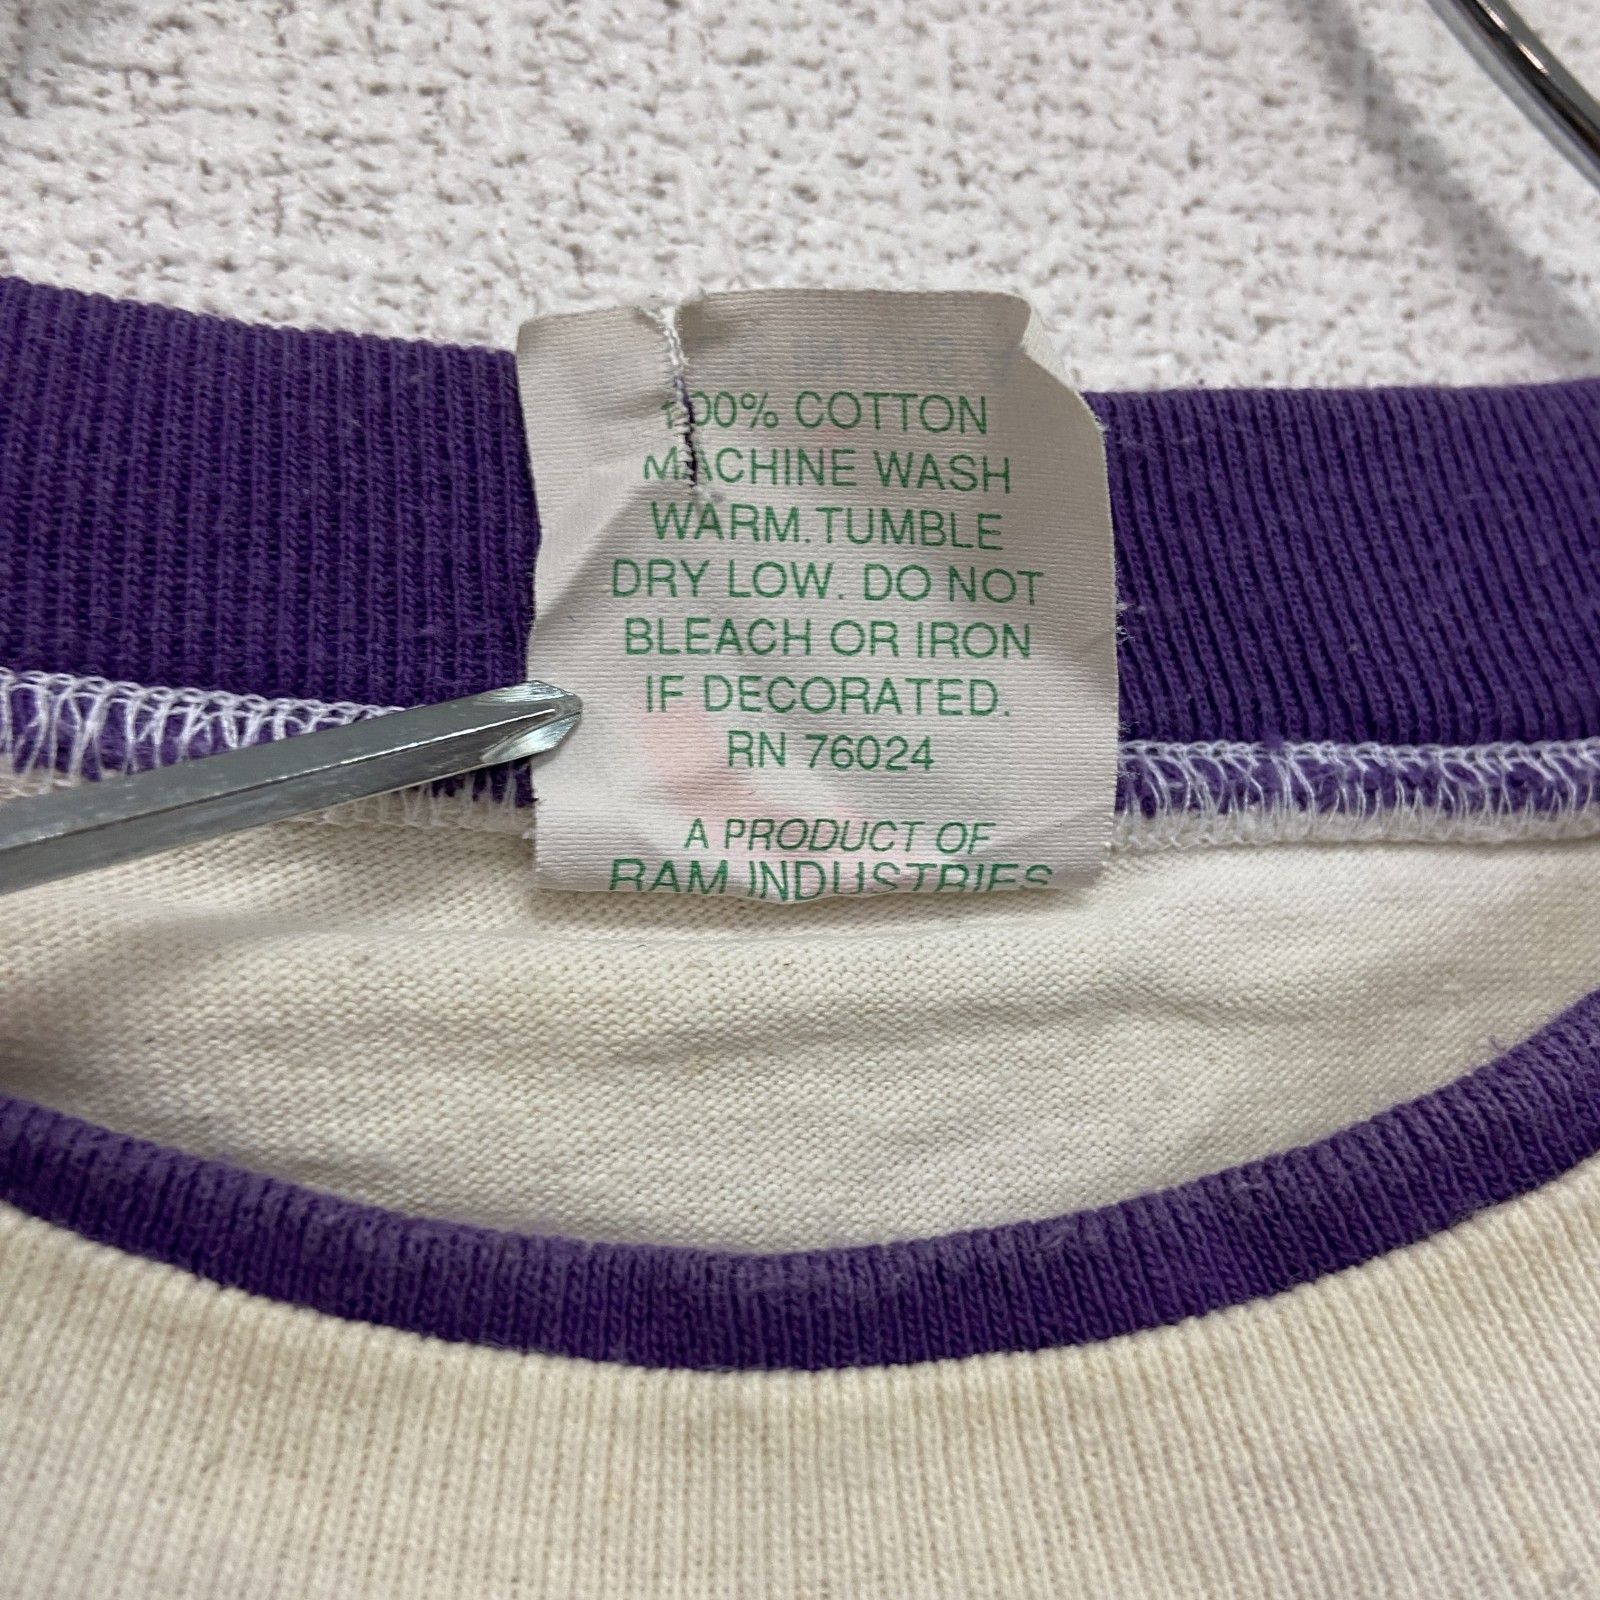 100% COTTON
MACHINE WASH
WARM. TUMBLE
DRY LOW. DO NOT
BLEACH OR IRON
IF DECORATED.
RN 76024
A PRODUCT OF
RAM INDUSTRIES